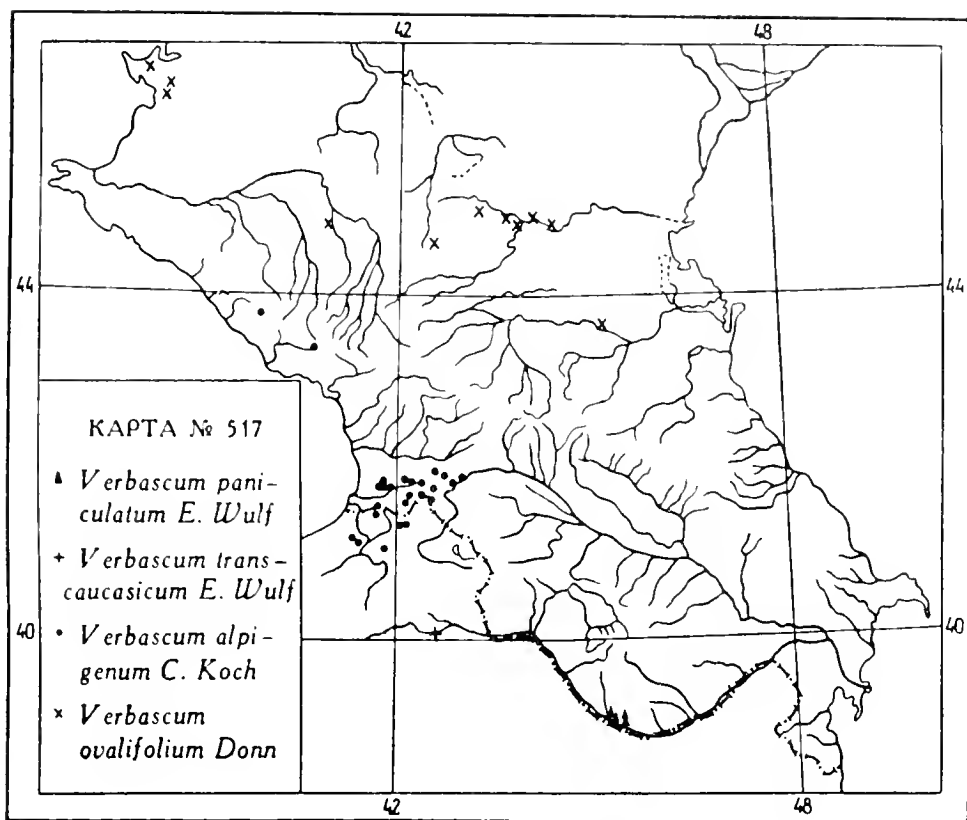 42 48
44 44
КАРТА № 517
Verbascum pani-
culatum E. Wulf
Verbascum trans-
caucasicum E. Wulf
Verbascum alpi-
genum C. Koch
Verbascum
ovalifolium Donn
40 40
42 48